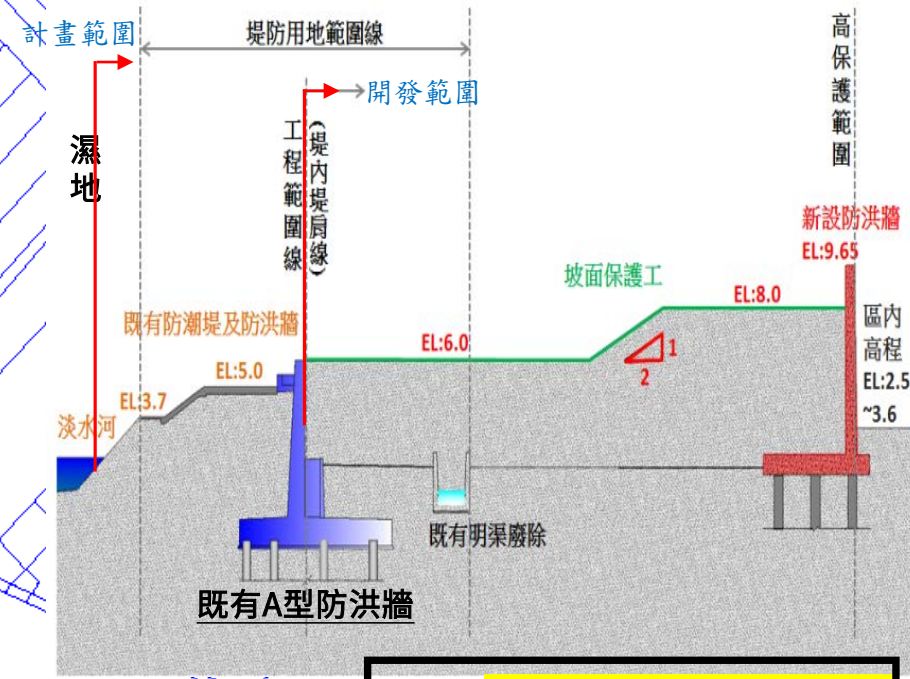 計畫範圍
堤防用地範圍線
開發範圍
濕地
工程範圍線
(堤內堤肩線)
高保護範圍
新設防洪牆
EL:9.65
坡面保護工
EL:8.0
既有防潮堤及防洪牆
EL:6.0
1
2
區內
高程
EL:2.5
~3.6
EL:5.0
EL:3.7
淡水河
既有明渠廢除
既有A型防洪牆